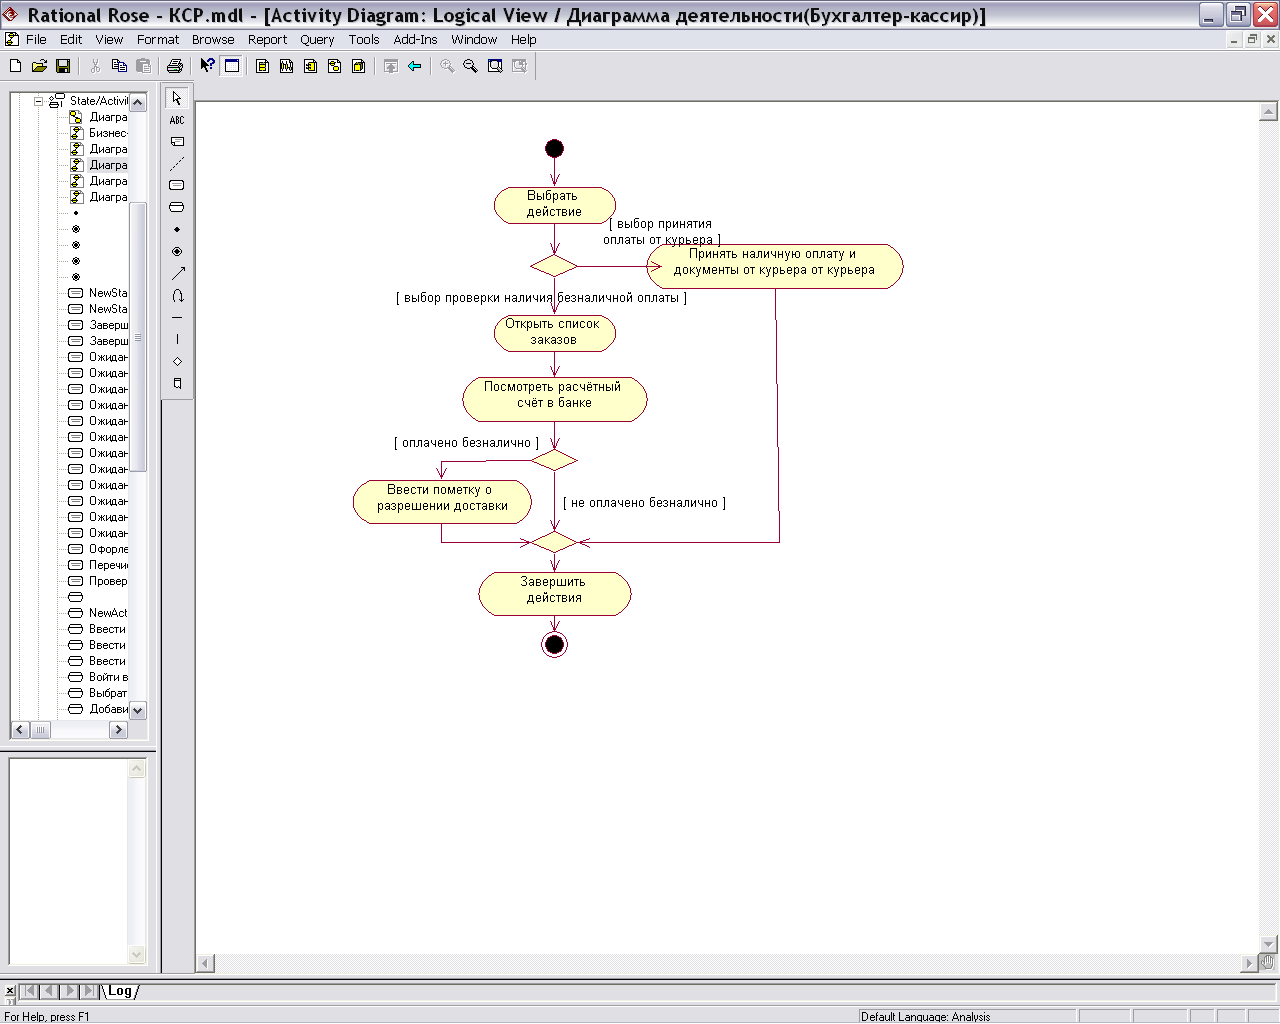 Rational Rose - KCP.mdl - [Activity Diagram: Logical View / Диаграмма деятельности(Бухгалтер-кассир)]
File Edit View Format Browse Report Query Tools Add-Ins Window Help
State/Activit
Диагра
Бизнес-
Диагра
Диагра
Диагра
Диагра
NewSta
NewSta
Заверш
Заверш
Ожидан
Ожидан
Ожидан
Ожидан
Ожидан
Ожидан
Ожидан
Ожидан
Ожидан
Ожидан
Ожидан
Ожидан
Оформле
Перечис
Провер
NewAct
Ввести
Ввести
Ввести
Войти в
Выбрат
Добави
ABC
Выбрать
действие
[ выбор принятия
оплаты от курьера ]
Принять наличную оплату и
документы от курьера от курьера
[ выбор проверки наличия безналичной оплаты ]
Открыть список
заказов
Посмотреть расчётный
счёт в банке
[ оплачено безналично ]
Ввести пометку о
разрешении доставки
[ не оплачено безналично ]
Завершить
действия
Log
For Help, press F1
Default Language: Analysis